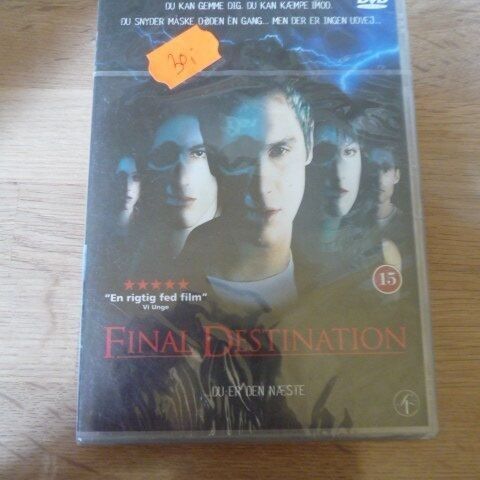 DU KAN GEMME DIG. DU KAN KÆMPE IMOD.
DVD
DU SNYDER MÅSKE DØDEN ÉN GANG... MEN DER ER INGEN UDVEJ...
30,-
15
"En rigtig fed film"
Vi Unge
FINAL DESTINATION
DU ER DEN NÆSTE